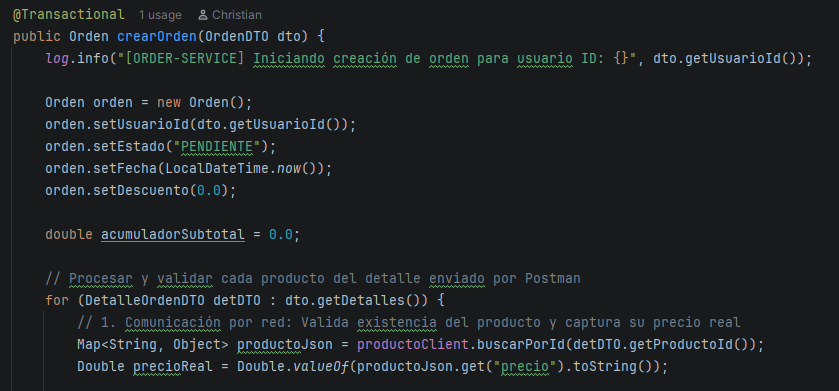 @Transactional 1 usage Christian
public Orden crearOrden(OrdenDTO dto) {
log.info("[ORDER-SERVICE] Iniciando creación de orden para usuario ID: {}", dto.getUsuarioId());
Orden orden = new Orden();
orden.setUsuarioId(dto.getUsuarioId());
orden.setEstado("PENDIENTE");
orden.setFecha(LocalDateTime.now());
orden.setDescuento(0.0);
double acumuladorSubtotal = 0.0;
// Procesar y validar cada producto del detalle enviado por Postman
for (DetalleOrdenDTO detDTO : dto.getDetalles()) {
// 1. Comunicación por red: Valida existencia del producto y captura su precio real
Map<String, Object> productoJson = productoClient.buscarPorId(detDTO.getProductoId());
Double precioReal = Double.valueOf(productoJson.get("precio").toString());